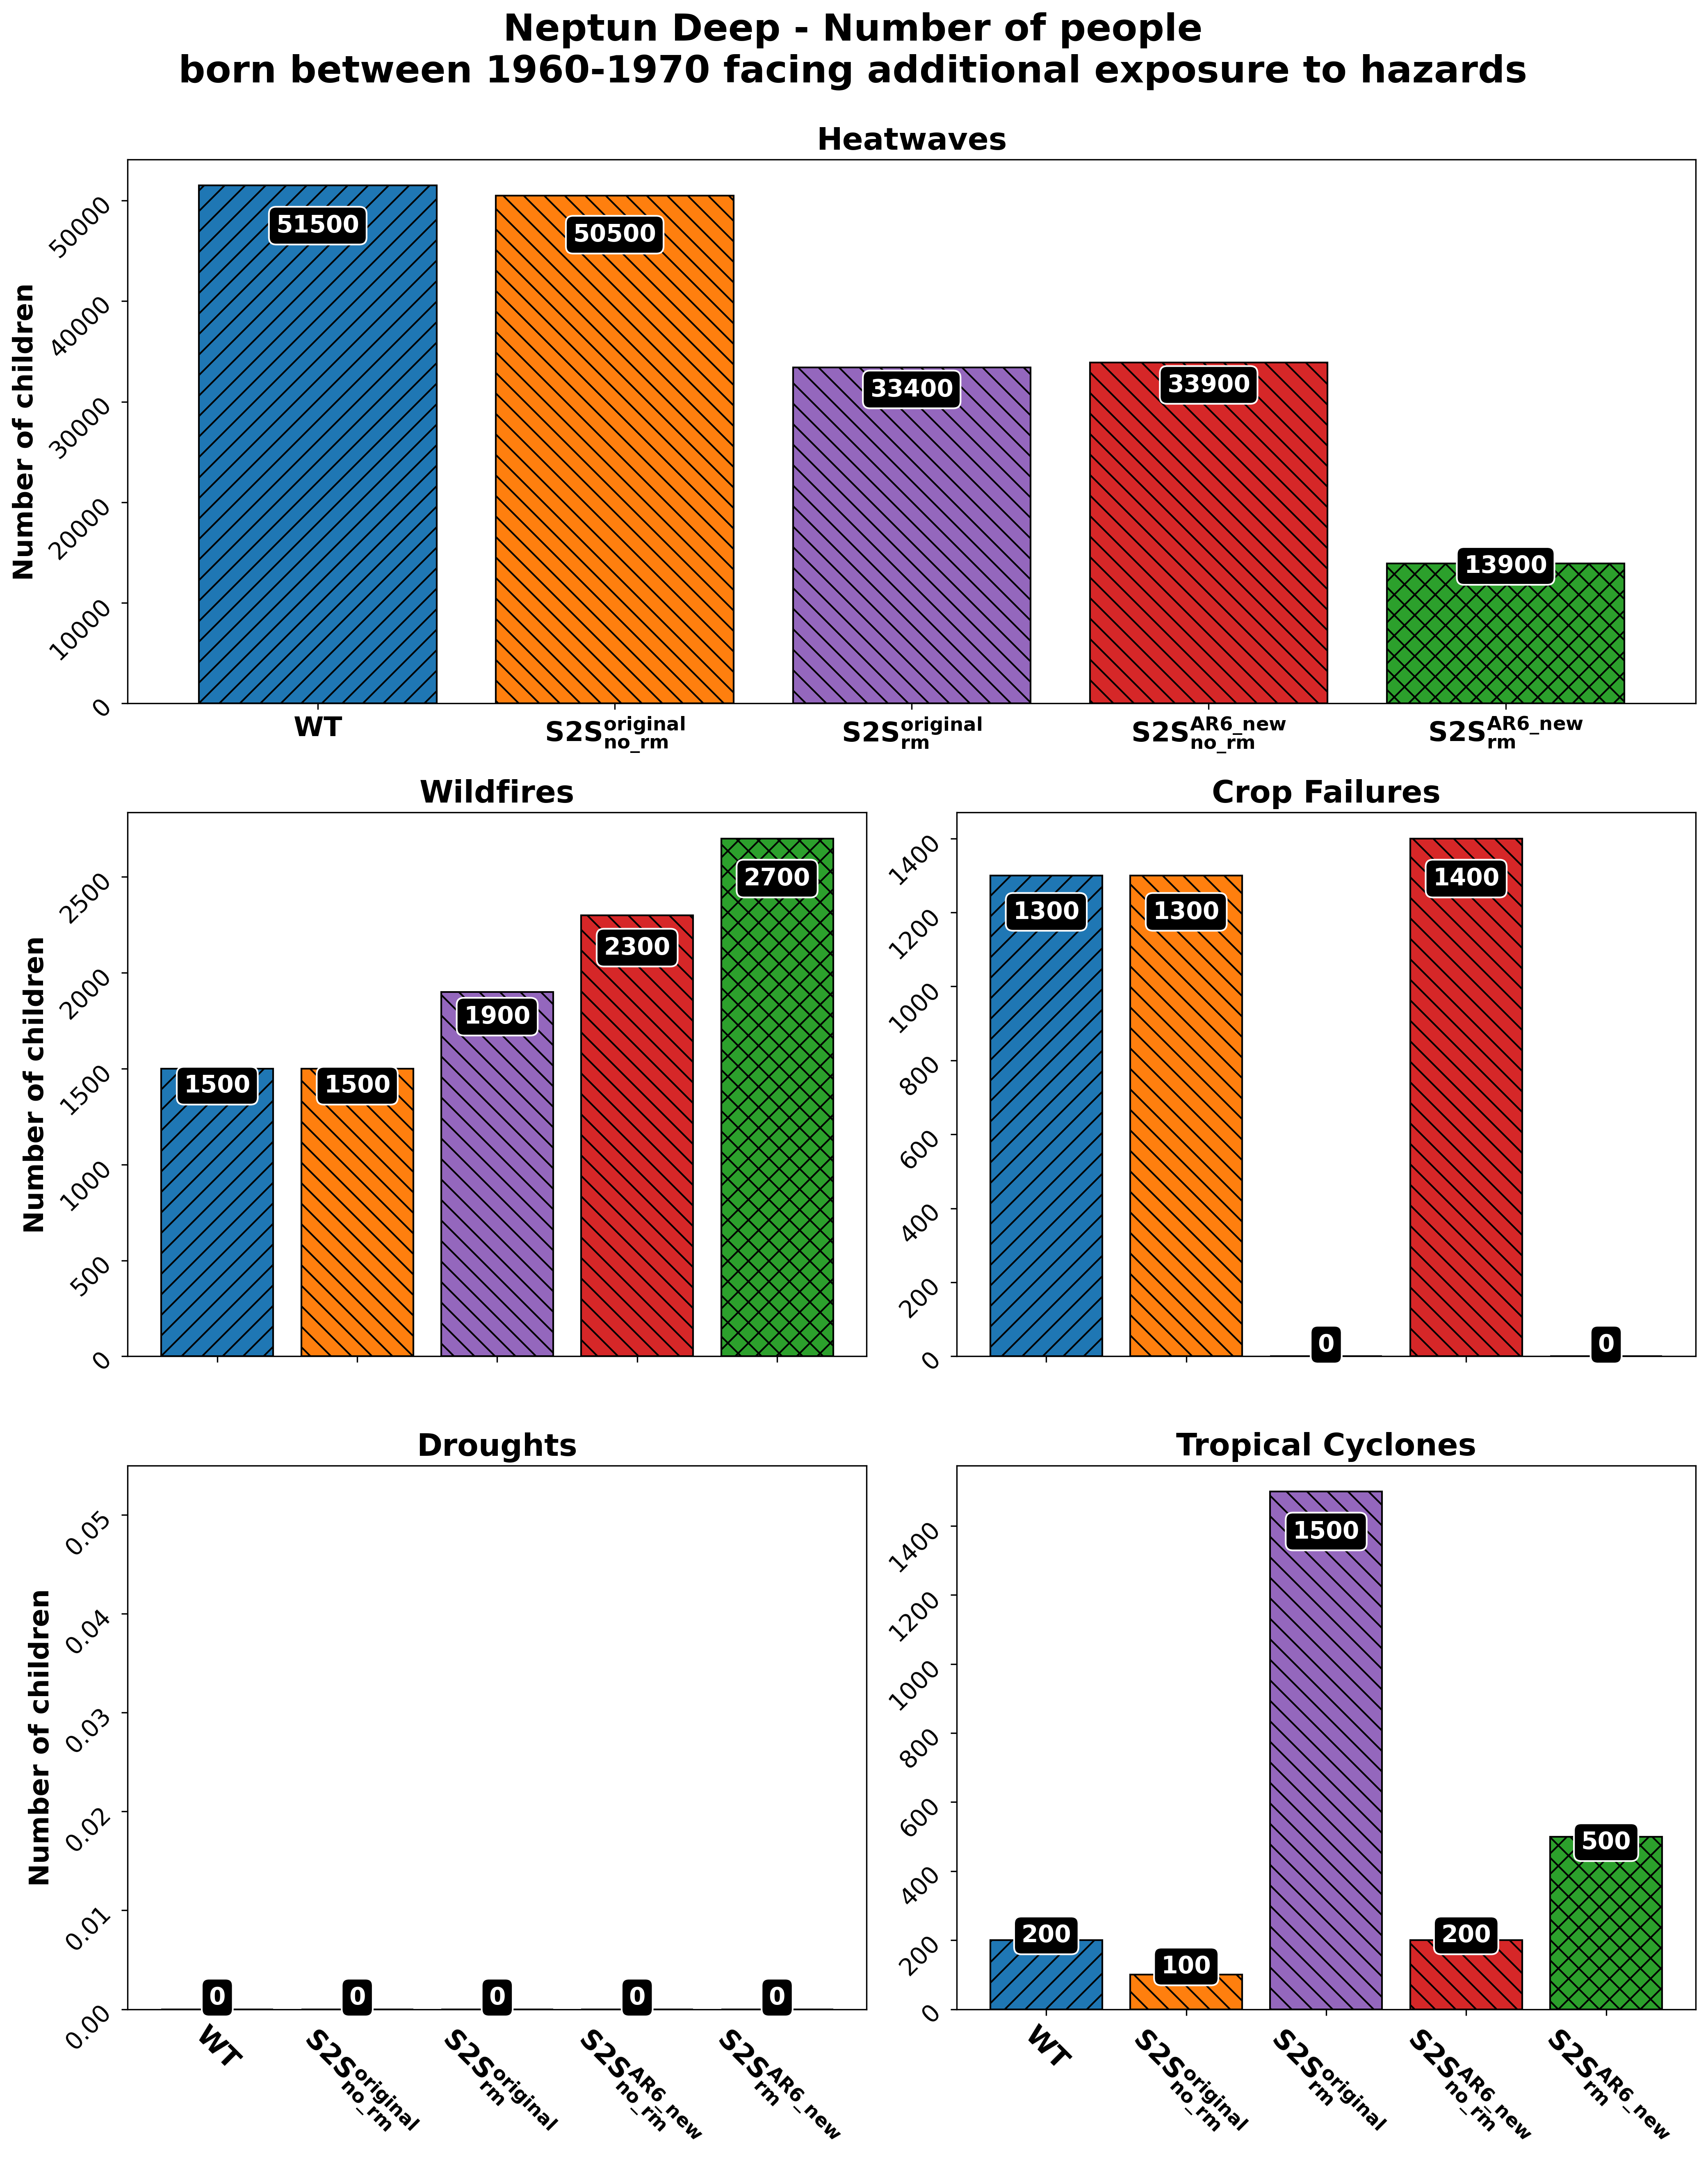 Neptun Deep - Number of people
born between 1960-1970 facing additional exposure to hazards
Heatwaves
Number of children
50000
40000
30000
20000
10000
0
51500
50500
33400
33900
13900
WT
S2S original no_rm
S2S original rm
S2S AR6_new no_rm
S2S AR6_new rm
Wildfires
Number of children
2500
2000
1500
1000
500
0
1500
1500
1900
2300
2700
Crop Failures
1400
1200
1000
800
600
400
200
0
1300
1300
0
1400
0
Droughts
Number of children
0.05
0.04
0.03
0.02
0.01
0.00
0
0
0
0
0
WT
S2S original no_rm
S2S original rm
S2S AR6_new no_rm
S2S AR6_new rm
Tropical Cyclones
1400
1200
1000
800
600
400
200
0
200
100
1500
200
500
WT
S2S original no_rm
S2S original rm
S2S AR6_new no_rm
S2S AR6_new rm